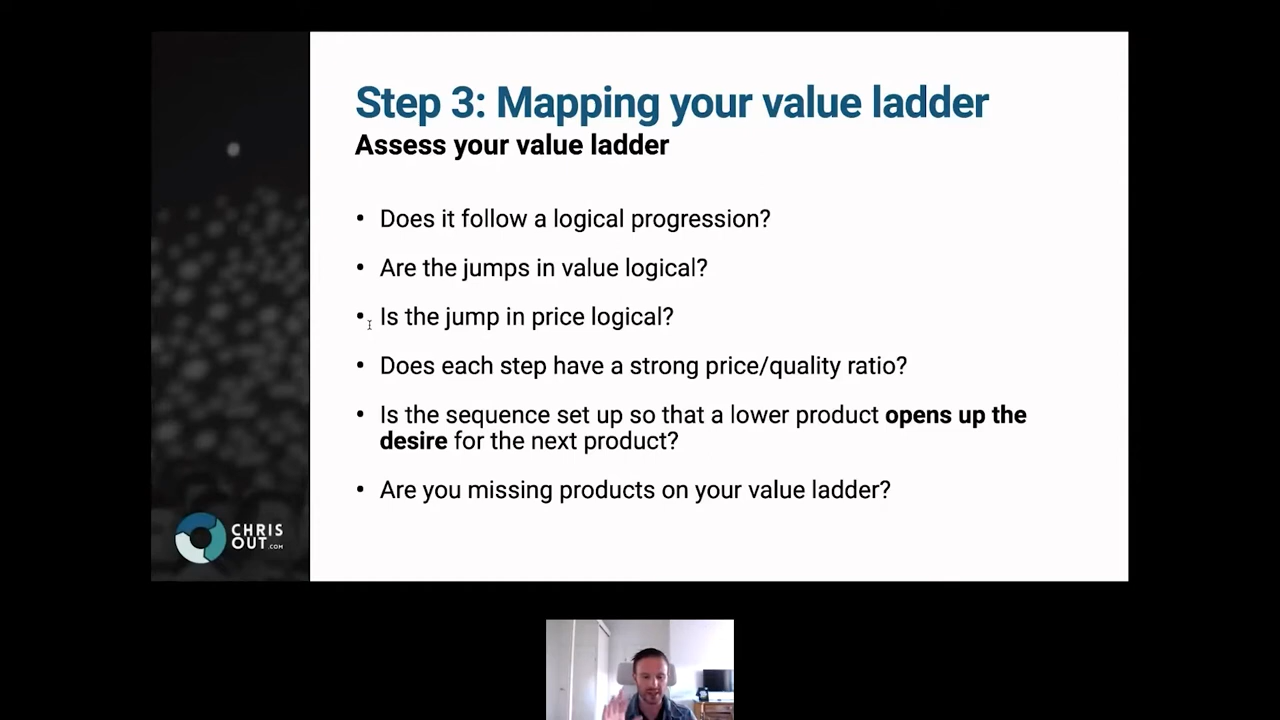 Step 3: Mapping your value ladder
Assess your value ladder
• Does it follow a logical progression?
• Are the jumps in value logical?
• Is the jump in price logical?
• Does each step have a strong price/quality ratio?
• Is the sequence set up so that a lower product opens up the
desire for the next product?
• Are you missing products on your value ladder?
CHRIS
OUT.COM